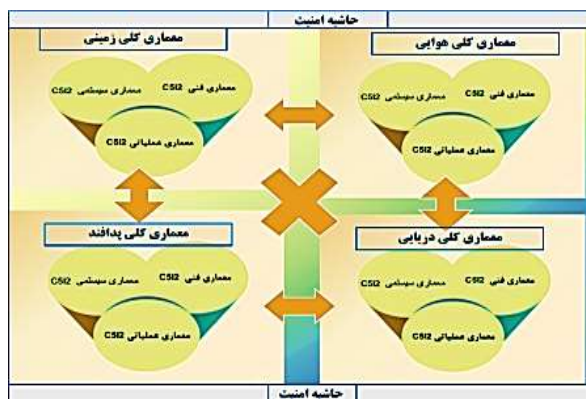 حاشیه امنیت
معماری کلی هوایی
معماری کلی زمینی
معماری فنی C5I2
معماری سیستمی C5I2
معماری عملیاتی C5I2
معماری فنی C5I2
معماری سیستمی C5I2
معماری عملیاتی C5I2
معماری کلی دریایی
معماری کلی پدافند
معماری فنی C5I2
معماری سیستمی C5I2
معماری عملیاتی C5I2
معماری فنی C5I2
معماری سیستمی C5I2
معماری عملیاتی C5I2
حاشیه امنیت